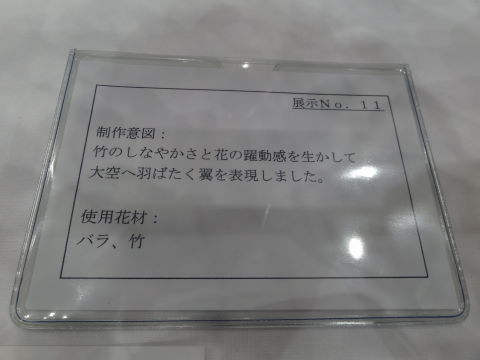 展示Ｎｏ．１１
制作意図：
竹のしなやかさと花の躍動感を生かして
大空へ羽ばたく翼を表現しました。
使用花材：
バラ、竹